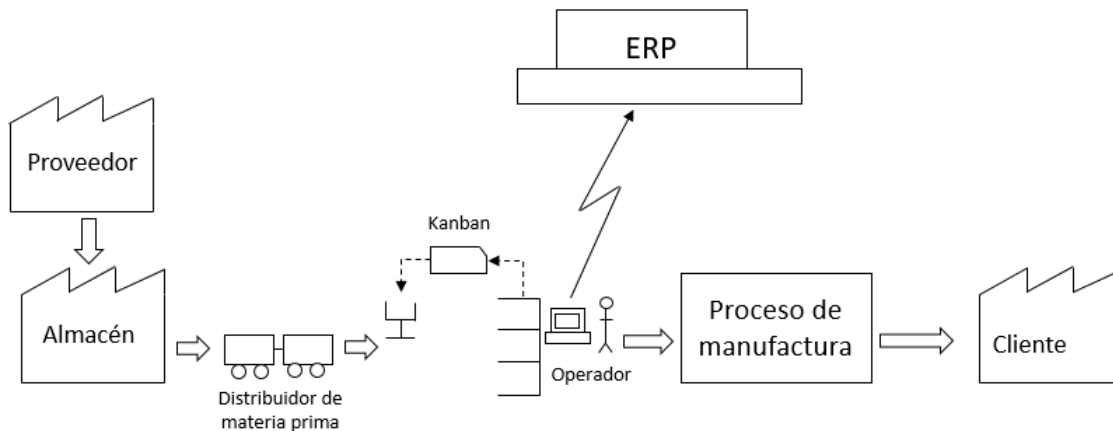 ERP
Proveedor
Kanban
Almacén
Proceso de
manufactura
Cliente
Operador
Distribuidor de
materia prima